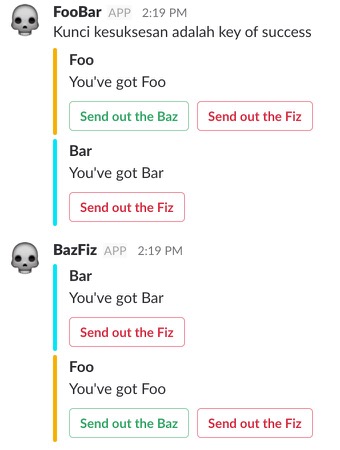 FooBar APP 2:19 PM
Kunci kesuksesan adalah key of success
Foo
You've got Foo
Send out the Baz Send out the Fiz
Bar
You've got Bar
Send out the Fiz
BazFiz APP 2:19 PM
Bar
You've got Bar
Send out the Fiz
Foo
You've got Foo
Send out the Baz Send out the Fiz